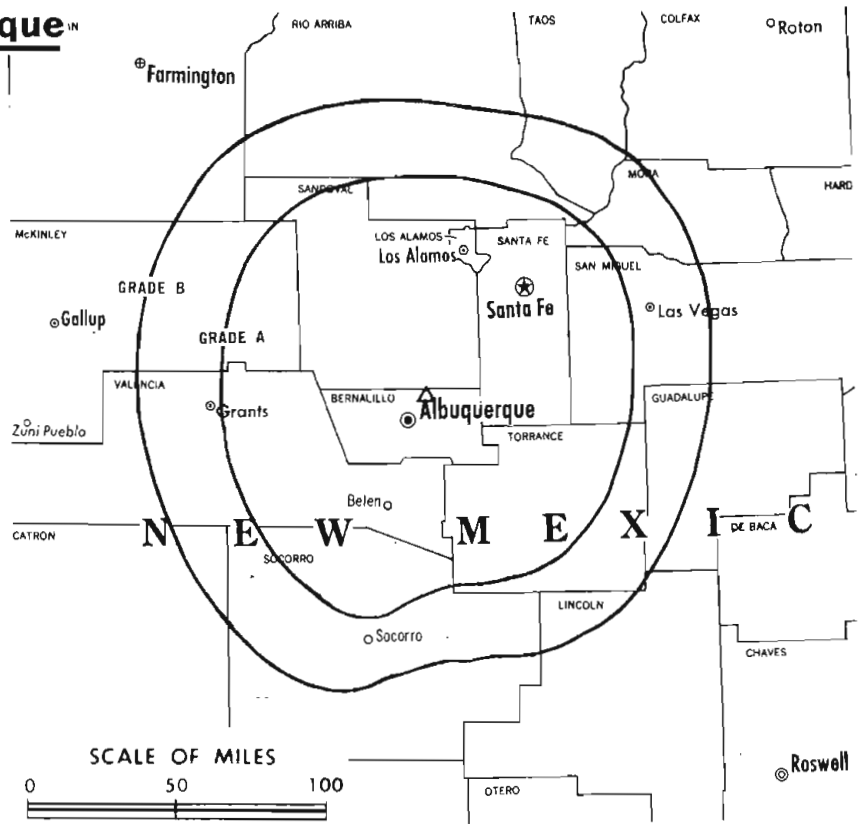 que IN
RIO ARRIBA
TAOS
COLFAX
Roton
Farmington
SANDOVAL
MORA
HARD
McKINLEY
LOS ALAMOS
SANTA FE
Los Alamos
SAN MIGUEL
GRADE B
Santa Fe
Las Vegas
Gallup
GRADE A
VALENCIA
BERNALILLO
GUADALUPE
Grants
Albuquerque
Zuni Pueblo
TORRANCE
Belen
N E W M E X I C
CATRON
DE BACA
SOCORRO
LINCOLN
Socorro
CHAVES
SCALE OF MILES
0 50 100
Roswell
OTERO